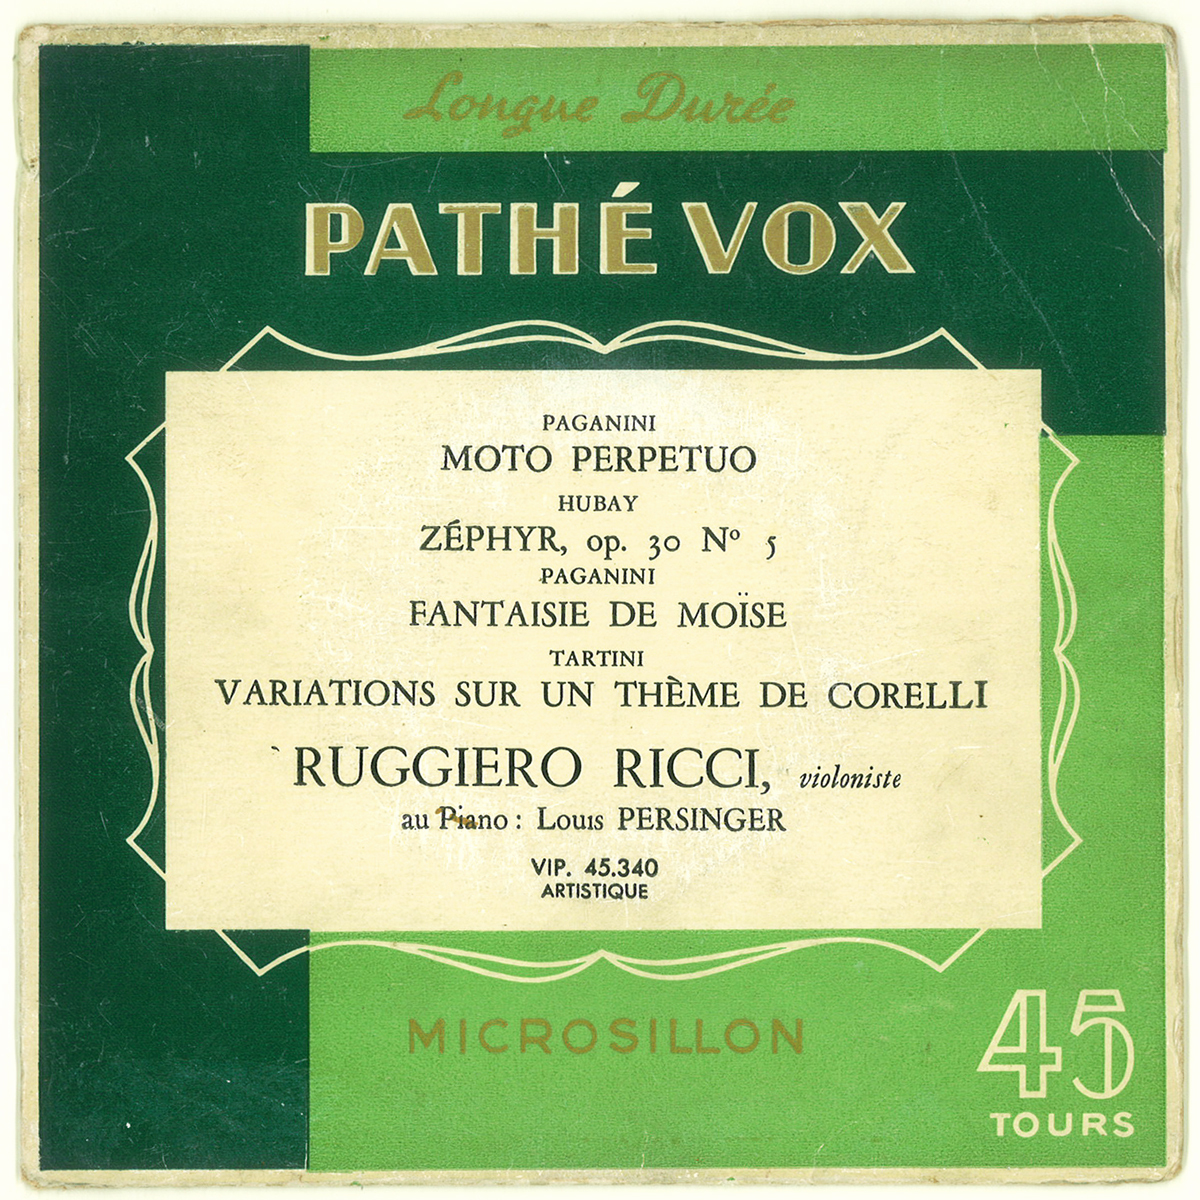 Longue Durée
PATHÉ VOX
PAGANINI
MOTO PERPETUO
HUBAY
ZÉPHYR, op. 30 Nº 5
PAGANINI
FANTAISIE DE MOÏSE
TARTINI
VARIATIONS SUR UN THÈME DE CORELLI
RUGGIERO RICCI, violoniste
au Piano : Louis PERSINGER
VIP. 45.340
ARTISTIQUE
MICROSILLON
45
TOURS